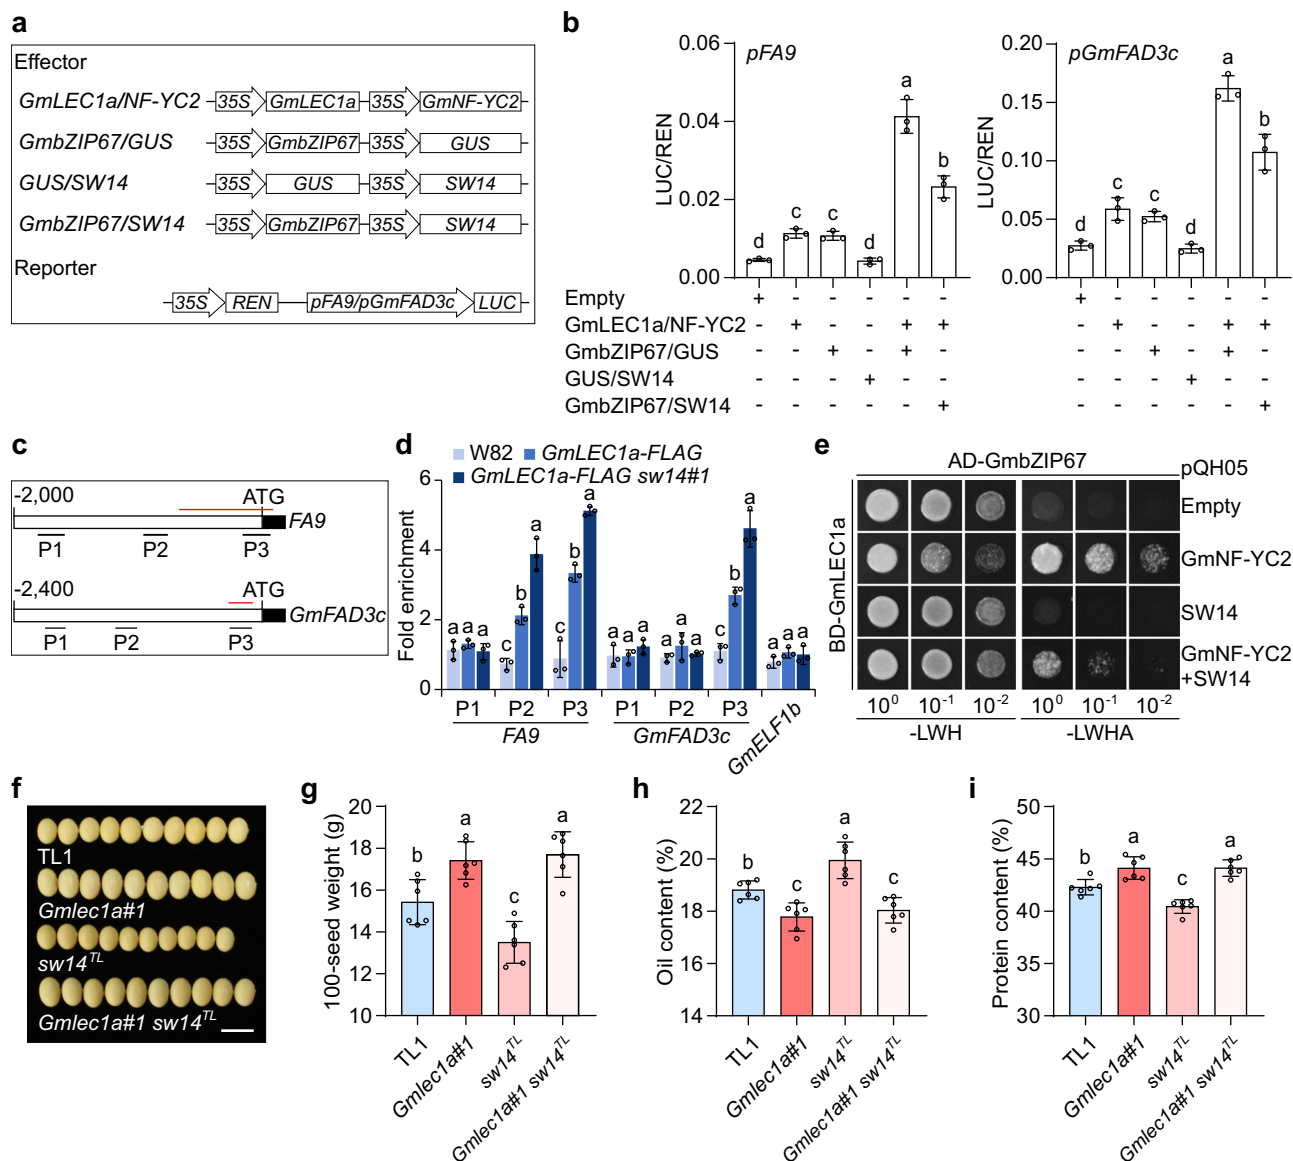 a
Effector
GmLEC1a/NF-YC2 35S GmLEC1a 35S GmNF-YC2
GmbZIP67/GUS 35S GmbZIP67 35S GUS
GUS/SW14 35S GUS 35S SW14
GmbZIP67/SW14 35S GmbZIP67 35S SW14
Reporter
35S REN pFA9/pGmFAD3c LUC
b
pFA9
LUC/REN
0.06
0.04
0.02
0.00
d c c d a b
pGmFAD3c
LUC/REN
0.20
0.15
0.10
0.05
0.00
d c c d a b
Empty + - - - - - + - - - - -
GmLEC1a/NF-YC2 - + - - + + - + - - + +
GmbZIP67/GUS - - + - + - - - + - + -
GUS/SW14 - - - + - - - - - + - -
GmbZIP67/SW14 - - - - - + - - - - - +
c
-2,000 ATG
FA9
P1 P2 P3
-2,400 ATG
GmFAD3c
P1 P2 P3
d
W82 GmLEC1a-FLAG
GmLEC1a-FLAG sw14#1
Fold enrichment
6
4
2
0
a a a c b a c b a a a a a a a c b a a a a
P1 P2 P3 P1 P2 P3
FA9 GmFAD3c GmELF1b
e
AD-GmbZIP67
pQH05
BD-GmLEC1a
Empty
GmNF-YC2
SW14
GmNF-YC2
+SW14
10⁰ 10⁻¹ 10⁻² 10⁰ 10⁻¹ 10⁻²
-LWH -LWHA
f
TL1
Gmlec1a#1
sw14ᵀᴸ
Gmlec1a#1 sw14ᵀᴸ
g
100-seed weight (g)
20
18
16
14
12
10
b a c a
TL1 Gmlec1a#1 sw14ᵀᴸ Gmlec1a#1 sw14ᵀᴸ
h
Oil content (%)
22
20
18
16
14
b c a c
TL1 Gmlec1a#1 sw14ᵀᴸ Gmlec1a#1 sw14ᵀᴸ
i
Protein content (%)
50
45
40
35
30
b a c a
TL1 Gmlec1a#1 sw14ᵀᴸ Gmlec1a#1 sw14ᵀᴸ